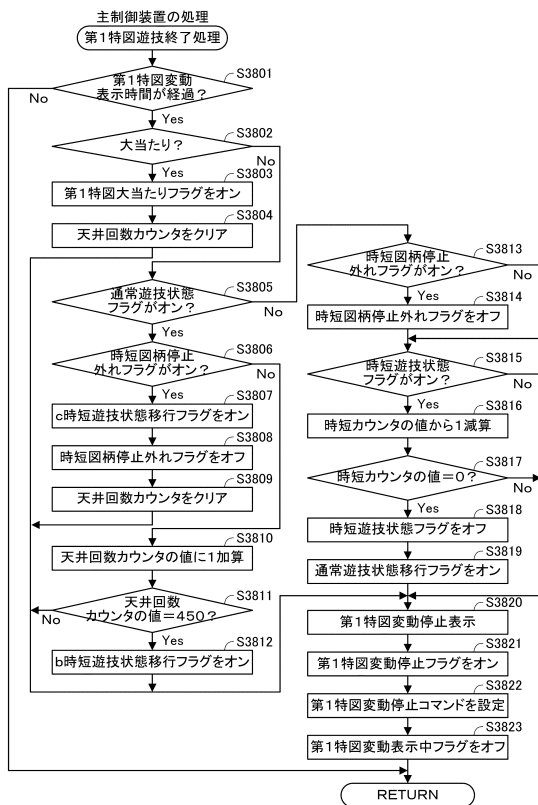 主制御装置の処理
第1特図遊技終了処理
S3801
第1特図変動
表示時間が経過？
No
Yes
S3802
大当たり？
No
Yes
S3803
第1特図大当たりフラグをオン
S3804
天井回数カウンタをクリア
S3805
通常遊技状態
フラグがオン？
No
Yes
S3806
時短図柄停止
外れフラグがオン？
No
Yes
S3807
c時短遊技状態移行フラグをオン
S3808
時短図柄停止外れフラグをオフ
S3809
天井回数カウンタをクリア
S3810
天井回数カウンタの値に1加算
S3811
天井回数
カウンタの値＝450？
No
Yes
S3812
b時短遊技状態移行フラグをオン
S3813
時短図柄停止
外れフラグがオン？
No
Yes
S3814
時短図柄停止外れフラグをオフ
S3815
時短遊技状態
フラグがオン？
No
Yes
S3816
時短カウンタの値から1減算
S3817
時短カウンタの値＝0？
No
Yes
S3818
時短遊技状態フラグをオフ
S3819
通常遊技状態移行フラグをオン
S3820
第1特図変動停止表示
S3821
第1特図変動停止フラグをオン
S3822
第1特図変動停止コマンドを設定
S3823
第1特図変動表示中フラグをオフ
RETURN